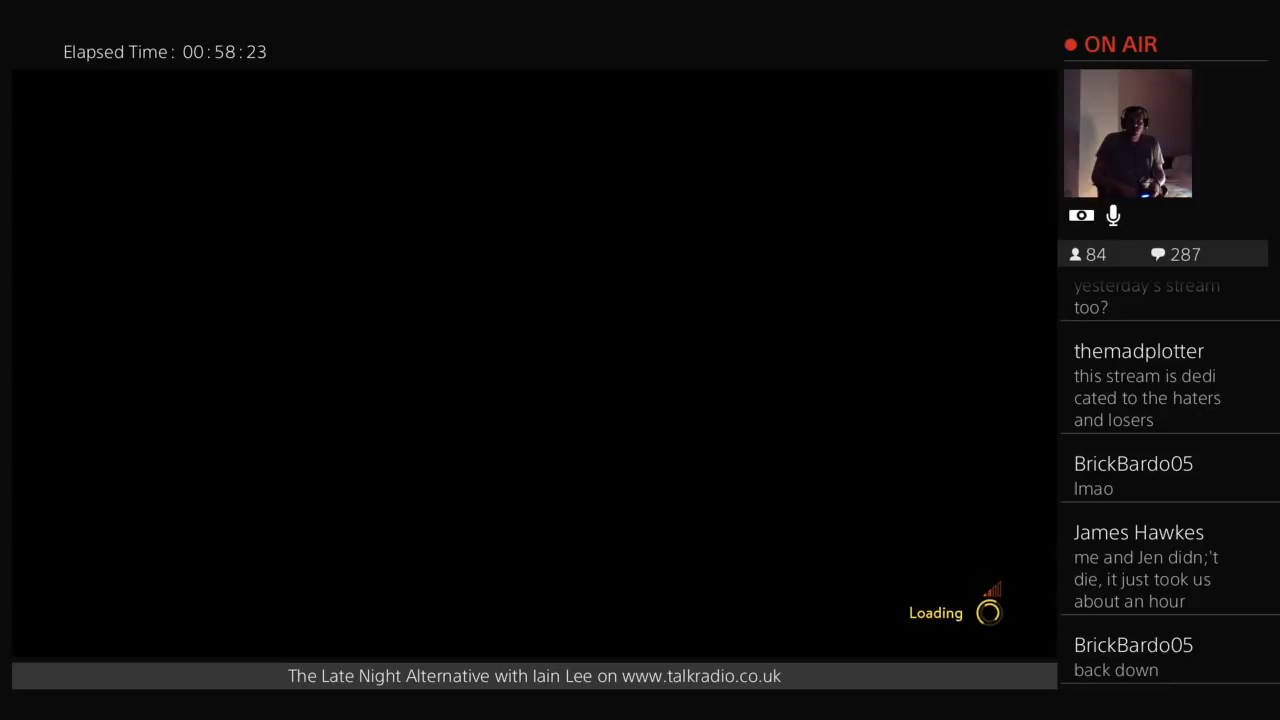 Elapsed Time: 00:58:23
ON AIR
84 287
yesterday's stream
too?
themadplotter
this stream is dedi
cated to the haters
and losers
BrickBardo05
lmao
James Hawkes
me and Jen didn;'t
die, it just took us
about an hour
BrickBardo05
back down
Loading
The Late Night Alternative with Iain Lee on www.talkradio.co.uk